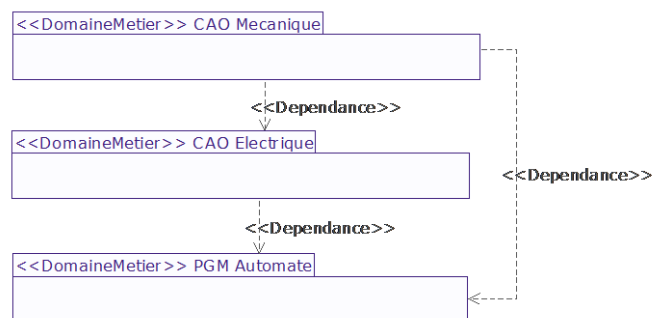 <<DomaineMetier>> CAO Mecanique
<<Dependance>>
<<DomaineMetier>> CAO Electrique
<<Dependance>>
<<Dependance>>
<<DomaineMetier>> PGM Automate